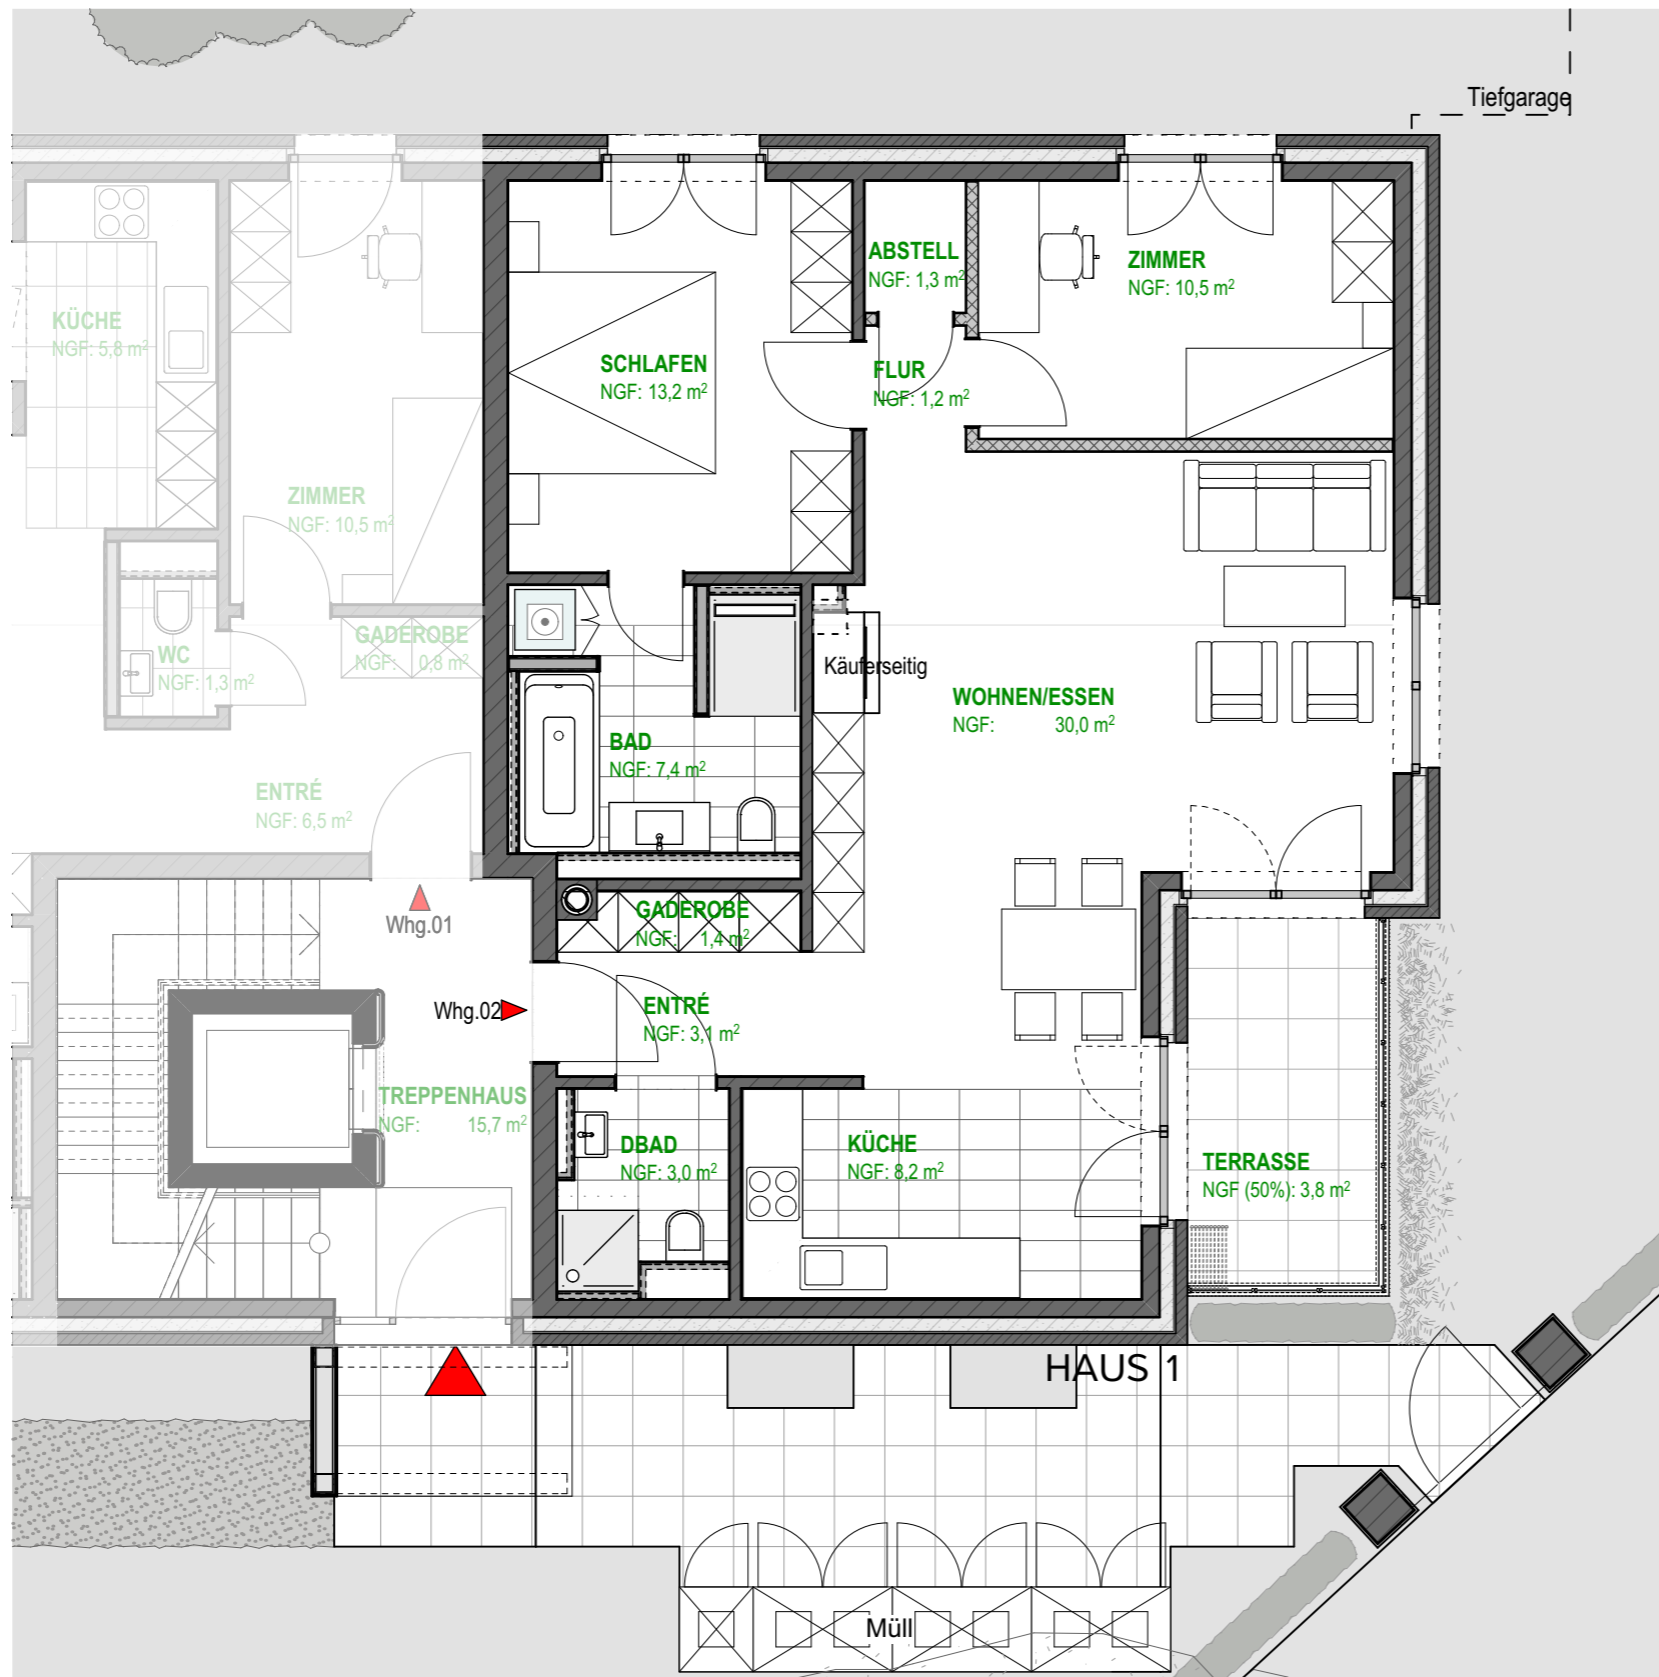 Tiefgarage
ABSTELL
NGF: 1,3 m²
ZIMMER
NGF: 10,5 m²
KÜCHE
NGF: 5,8 m²
SCHLAFEN
NGF: 13,2 m²
FLUR
NGF: 1,2 m²
ZIMMER
NGF: 10,5 m²
GADEROBE
NGF: 0,8 m²
WC
NGF: 1,3 m²
Käuferseitig
WOHNEN/ESSEN
NGF: 30,0 m²
BAD
NGF: 7,4 m²
ENTRÉ
NGF: 6,5 m²
Whg.01
GADEROBE
NGF: 1,4 m²
Whg.02
ENTRÉ
NGF: 3,1 m²
TREPPENHAUS
NGF: 15,7 m²
DBAD
NGF: 3,0 m²
KÜCHE
NGF: 8,2 m²
TERRASSE
NGF (50%): 3,8 m²
HAUS 1
Müll